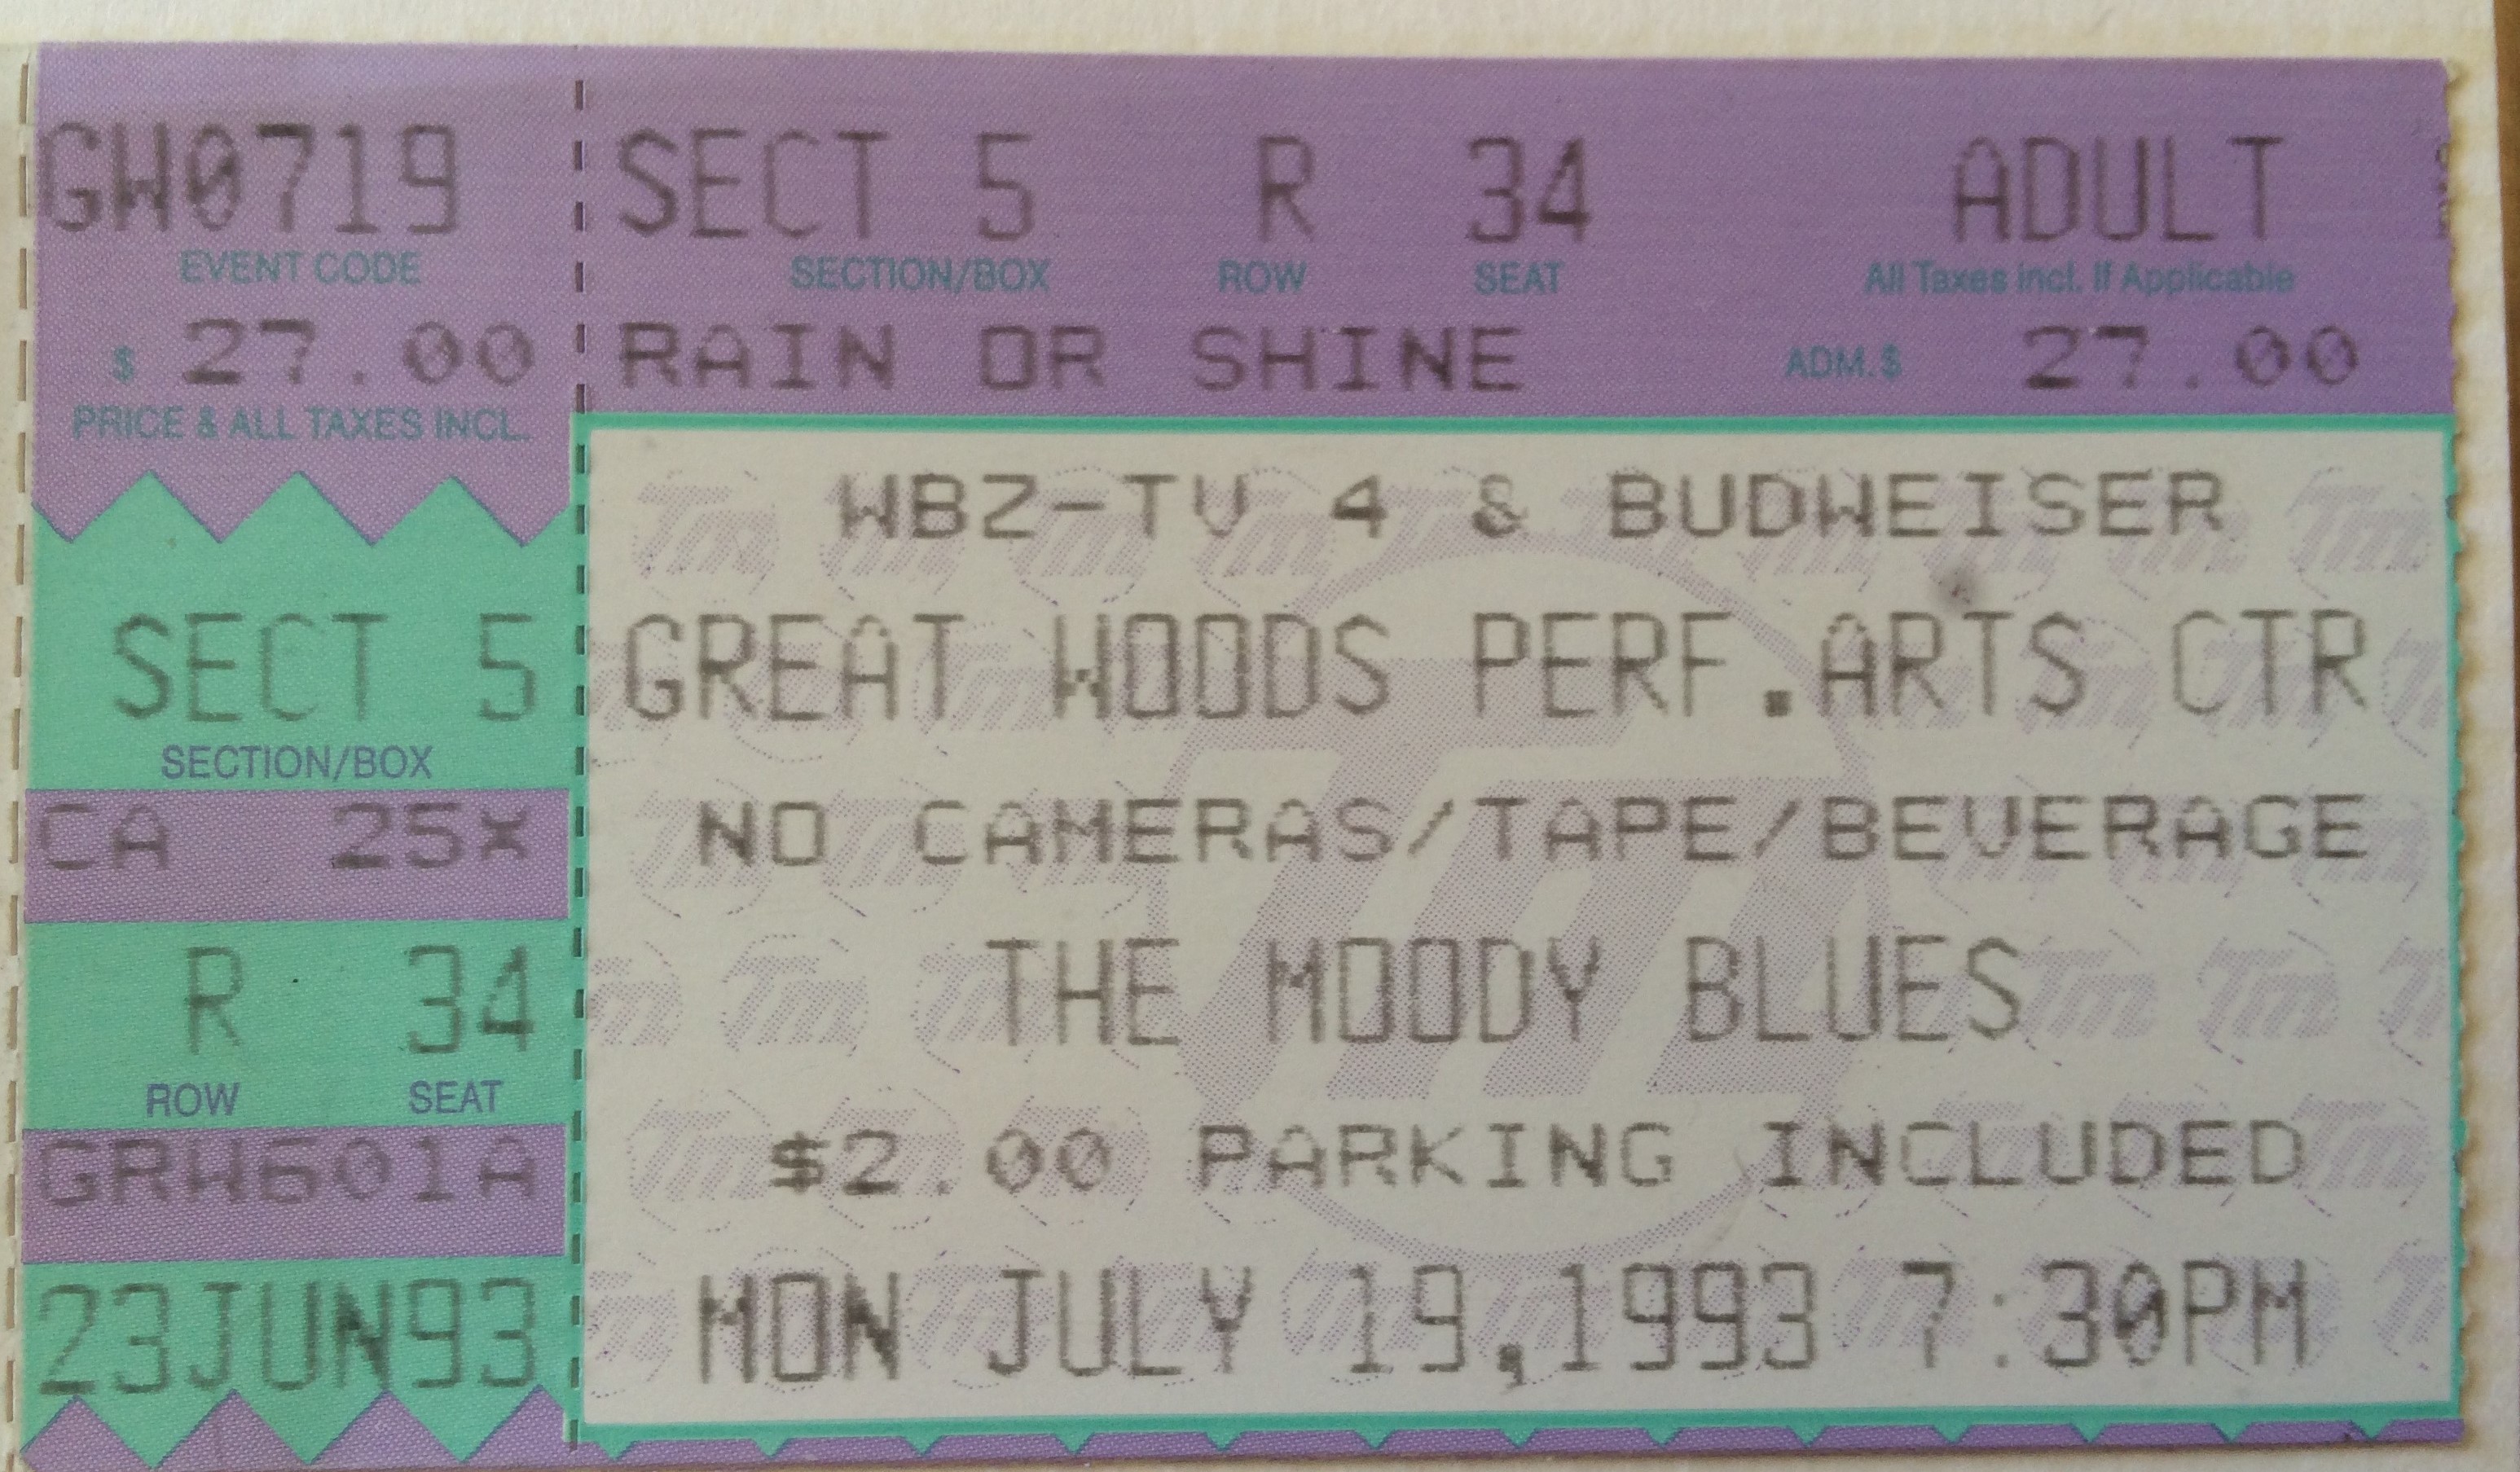 GW0719
EVENT CODE
$ 27.00
PRICE & ALL TAXES INCL.
SECT 5
SECTION/BOX
CA 25X
R 34
ROW SEAT
GRW601A
23JUN93
SECT 5 R 34 ADULT
SECTION/BOX ROW SEAT All Taxes Incl. If Applicable
RAIN OR SHINE ADM.$ 27.00
WBZ-TV 4 & BUDWEISER
GREAT WOODS PERF.ARTS CTR
NO CAMERAS/TAPE/BEVERAGE
THE MOODY BLUES
$2.00 PARKING INCLUDED
MON JULY 19,1993 7:30PM